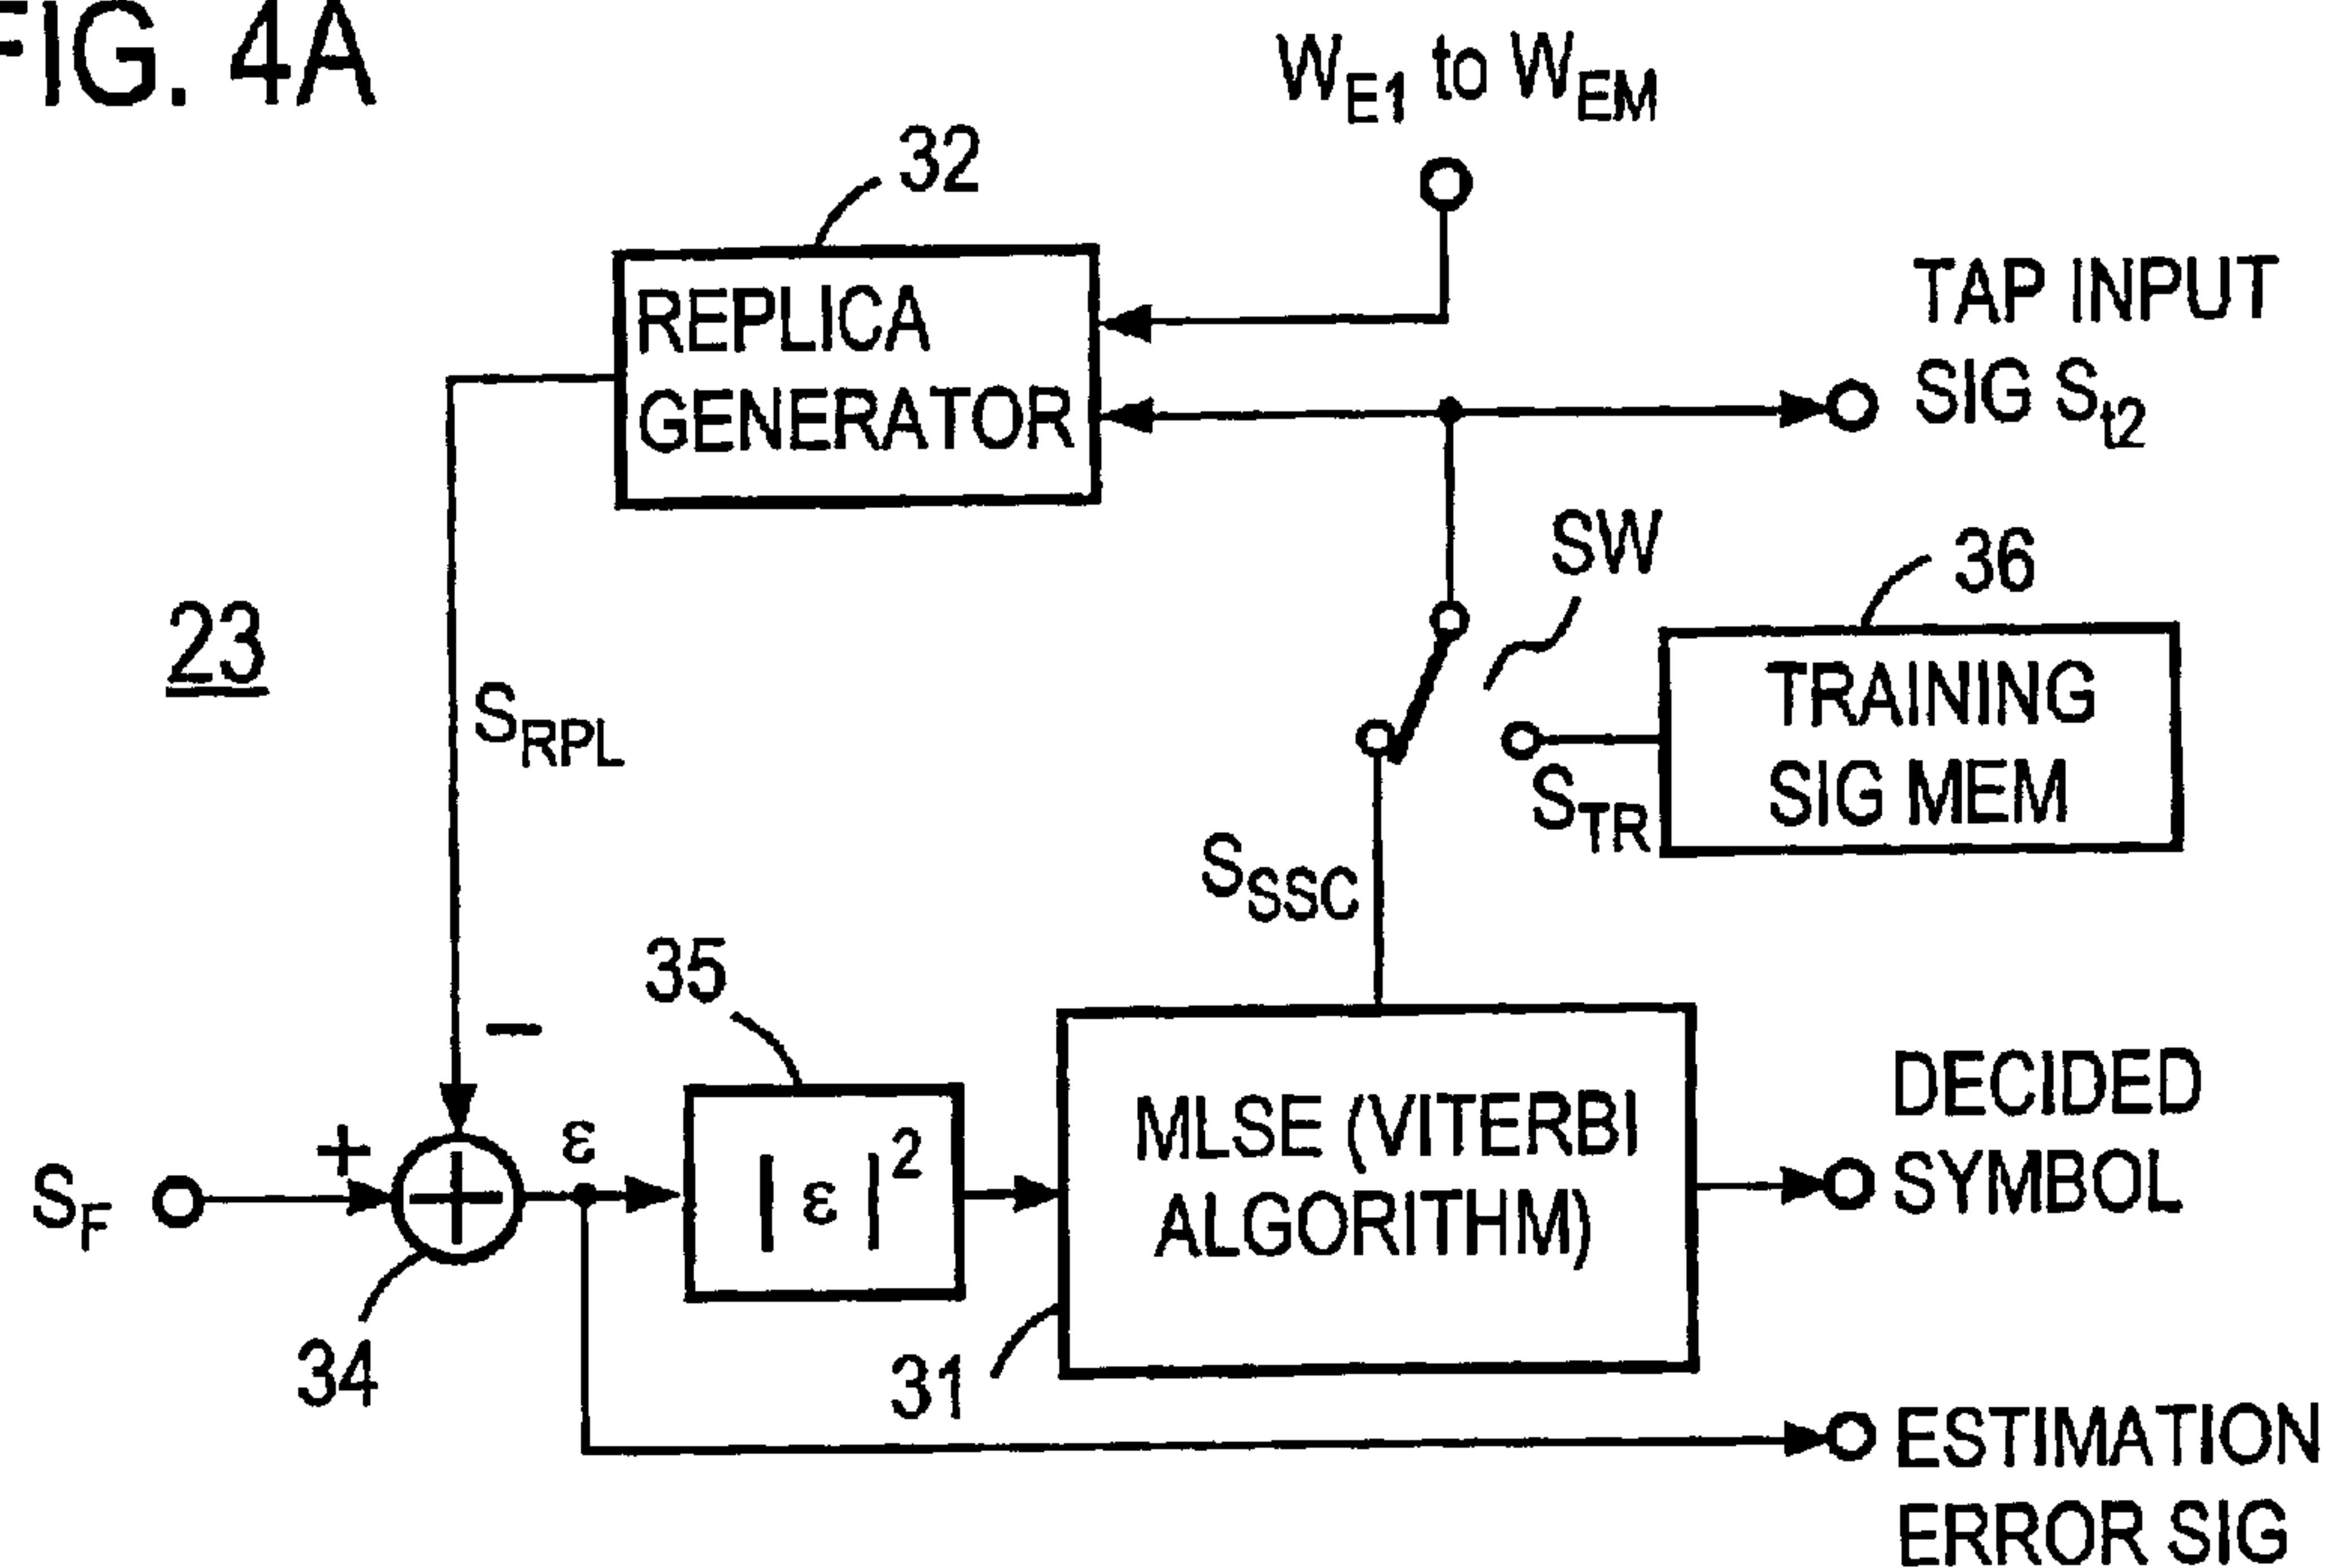 FIG. 4A
W_E1 to W_EM
32
REPLICA
GENERATOR
TAP INPUT
SIG S_t2
SW
36
TRAINING
SIG MEM
23
S_RPL
S_TR
S_SSC
35
−
+
S_F
ε
|ε|²
MLSE (VITERBI
ALGORITHM)
DECIDED
SYMBOL
34
31
ESTIMATION
ERROR SIG